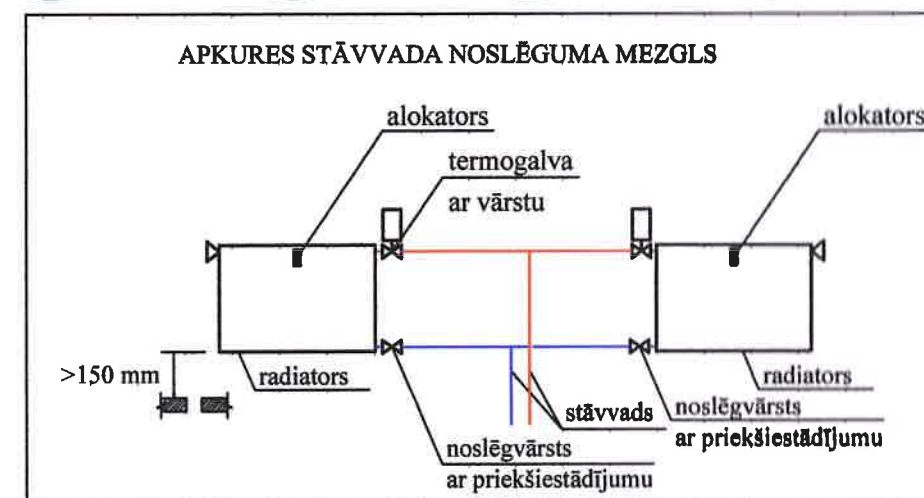 APKURES STĀVVADA NOSLĒGUMA MEZGLS
alokators
alokators
termogalva
ar vārstu
>150 mm
radiators
stāvvads
radiators
noslēgvārsts
ar priekšiestādījumu
noslēgvārsts
ar priekšiestādījumu